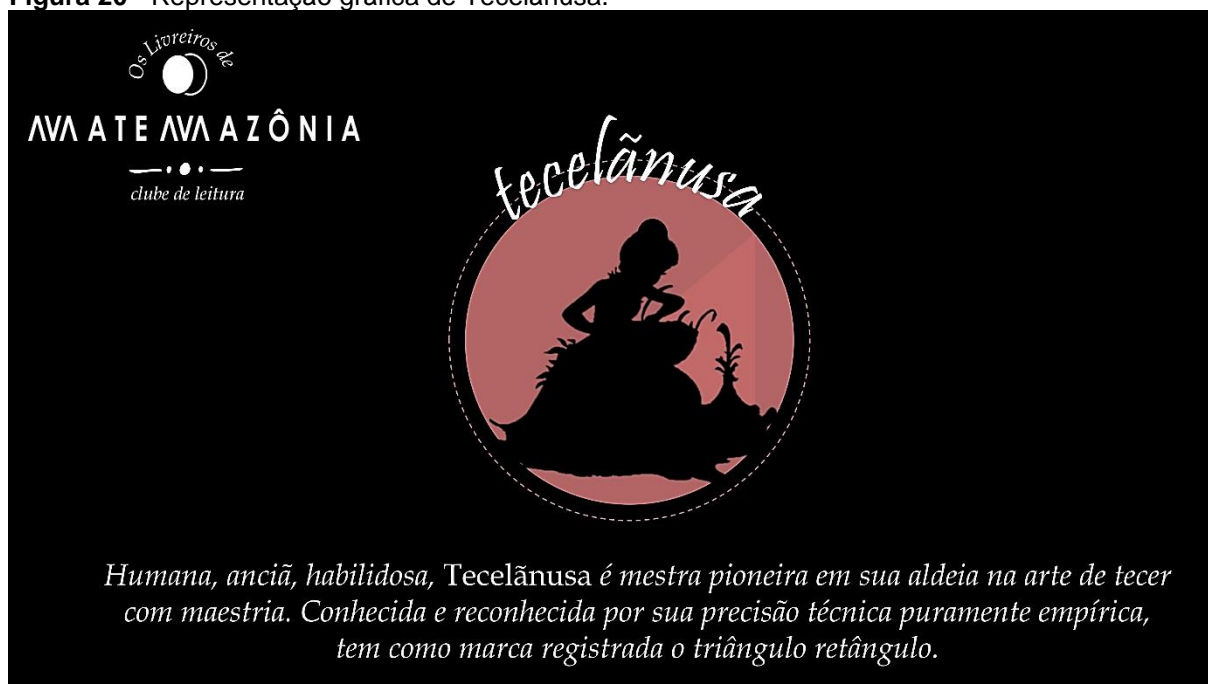 Figura 20 - Representação gráfica de Tecelãnusa.
Os Livreiros de
MATEMAZÔNIA
clube de leitura
tecelãnusa
Humana, anciã, habilidosa, Tecelãnusa é mestra pioneira em sua aldeia na arte de tecer
com maestria. Conhecida e reconhecida por sua precisão técnica puramente empírica,
tem como marca registrada o triângulo retângulo.